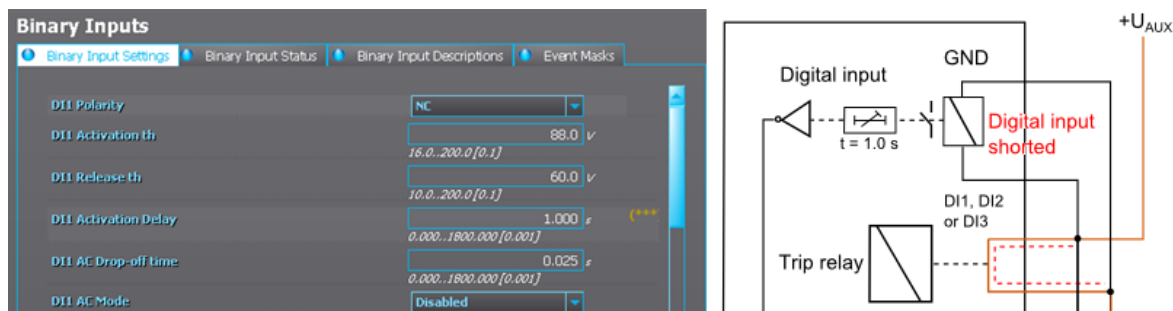 Binary Inputs
Binary Input Settings Binary Input Status Binary Input Descriptions Event Masks
DI1 Polarity NC
DI1 Activation th 88.0 V
16.0..200.0 [0.1]
DI1 Release th 60.0 V
10.0..200.0 [0.1]
DI1 Activation Delay 1.000 s (***)
0.000..1800.000 [0.001]
DI1 AC Drop-off time 0.025 s
0.000..1800.000 [0.001]
DI1 AC Mode Disabled
+UAUX
GND
Digital input
t = 1.0 s
Digital input
shorted
DI1, DI2
or DI3
Trip relay